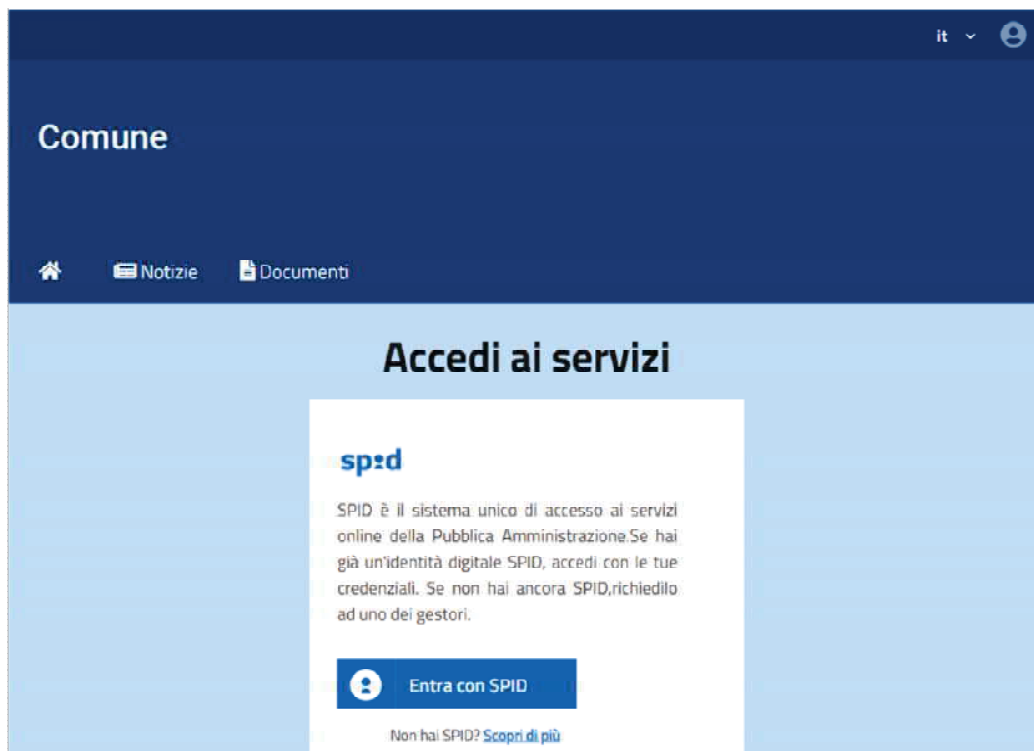 it
Comune
Notizie Documenti
Accedi ai servizi
spid
SPID è il sistema unico di accesso ai servizi
online della Pubblica Amministrazione.Se hai
già un'identità digitale SPID, accedi con le tue
credenziali. Se non hai ancora SPID,richiedilo
ad uno dei gestori.
Entra con SPID
Non hai SPID? Scopri di più